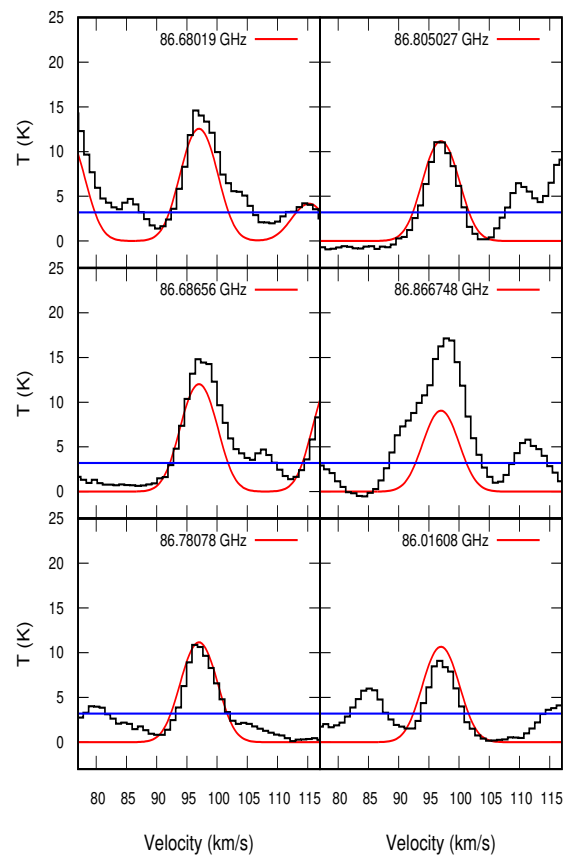 25
20
15
10
5
0
T (K)
86.68019 GHz
86.805027 GHz
25
20
15
10
5
0
T (K)
86.68656 GHz
86.866748 GHz
25
20
15
10
5
0
T (K)
86.78078 GHz
86.01608 GHz
80 85 90 95 100 105 110 115
80 85 90 95 100 105 110 115
Velocity (km/s)
Velocity (km/s)